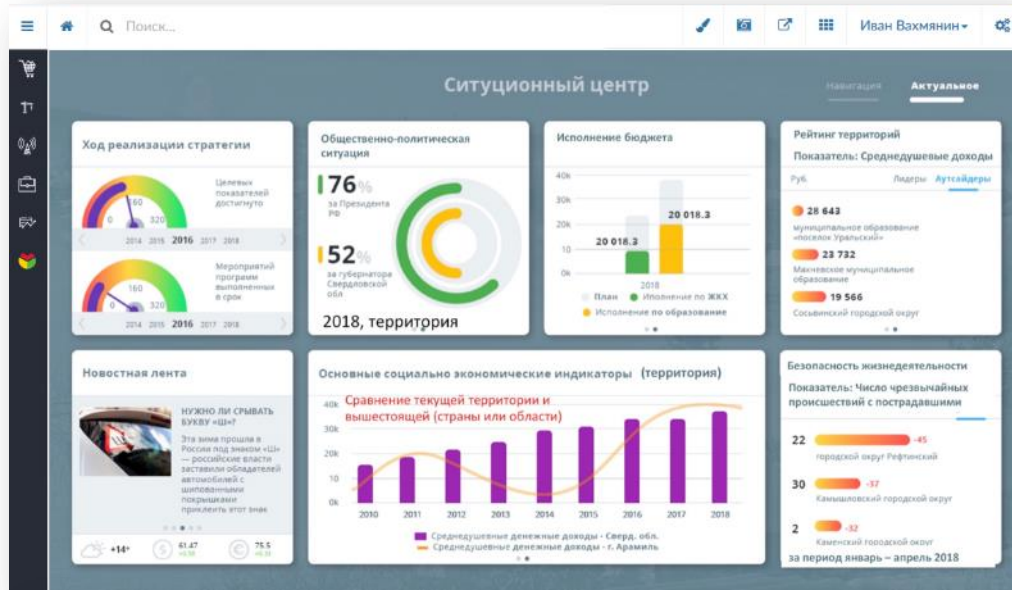 Поиск...
Иван Вахмянин
Ситуционный центр
Навигация
Актуальное
Ход реализации стратегии
Целевых
показателей
достигнуто
0
160
320
2014 2015 2016 2017 2018
Мероприятий
программ
выполненных
в срок
0
160
320
2014 2015 2016 2017 2018
Общественно-политическая
ситуация
76%
за Президента
РФ
52%
за губернатора
Свердловской
обл
2018, территория
Исполнение бюджета
40k
30k
20k
10
0k
20 018.3
20 018.3
2018
План
Иполнение по ЖКХ
Исполнение по образование
Рейтинг территорий
Показатель: Среднедушевые доходы
Руб.
Лидеры Аутсайдеры
28 643
муниципальное образование
«поселок Уральский»
23 732
Махневское муниципальное
образование
19 566
Сосьвинский городской округ
Новостная лента
НУЖНО ЛИ СРЫВАТЬ
БУКВУ «Ш»?
Эта зима прошла в
России под знаком «Ш»
— российские власти
заставили обладателей
автомобилей с
шипованными
покрышками
приклеить этот знак
+14°
$
61.47
€
75.5
Основные социально экономические индикаторы (территория)
Сравнение текущей территории и
вышестоящей (страны или области)
40k
30k
20k
10
0k
2010 2011 2012 2013 2014 2015 2016 2017 2018
Среднедушевные денежные доходы - Сверд. обл.
Среднедушевные денежные доходы - г. Арамиль
Безопасность жизнедеятельности
Показатель: Число чрезвычайных
происшествий с пострадавшими
22
-45
городской округ Рефтинский
30
-37
Камышловский городской округ
2
-32
Каменский городской округ
за период январь – апрель 2018